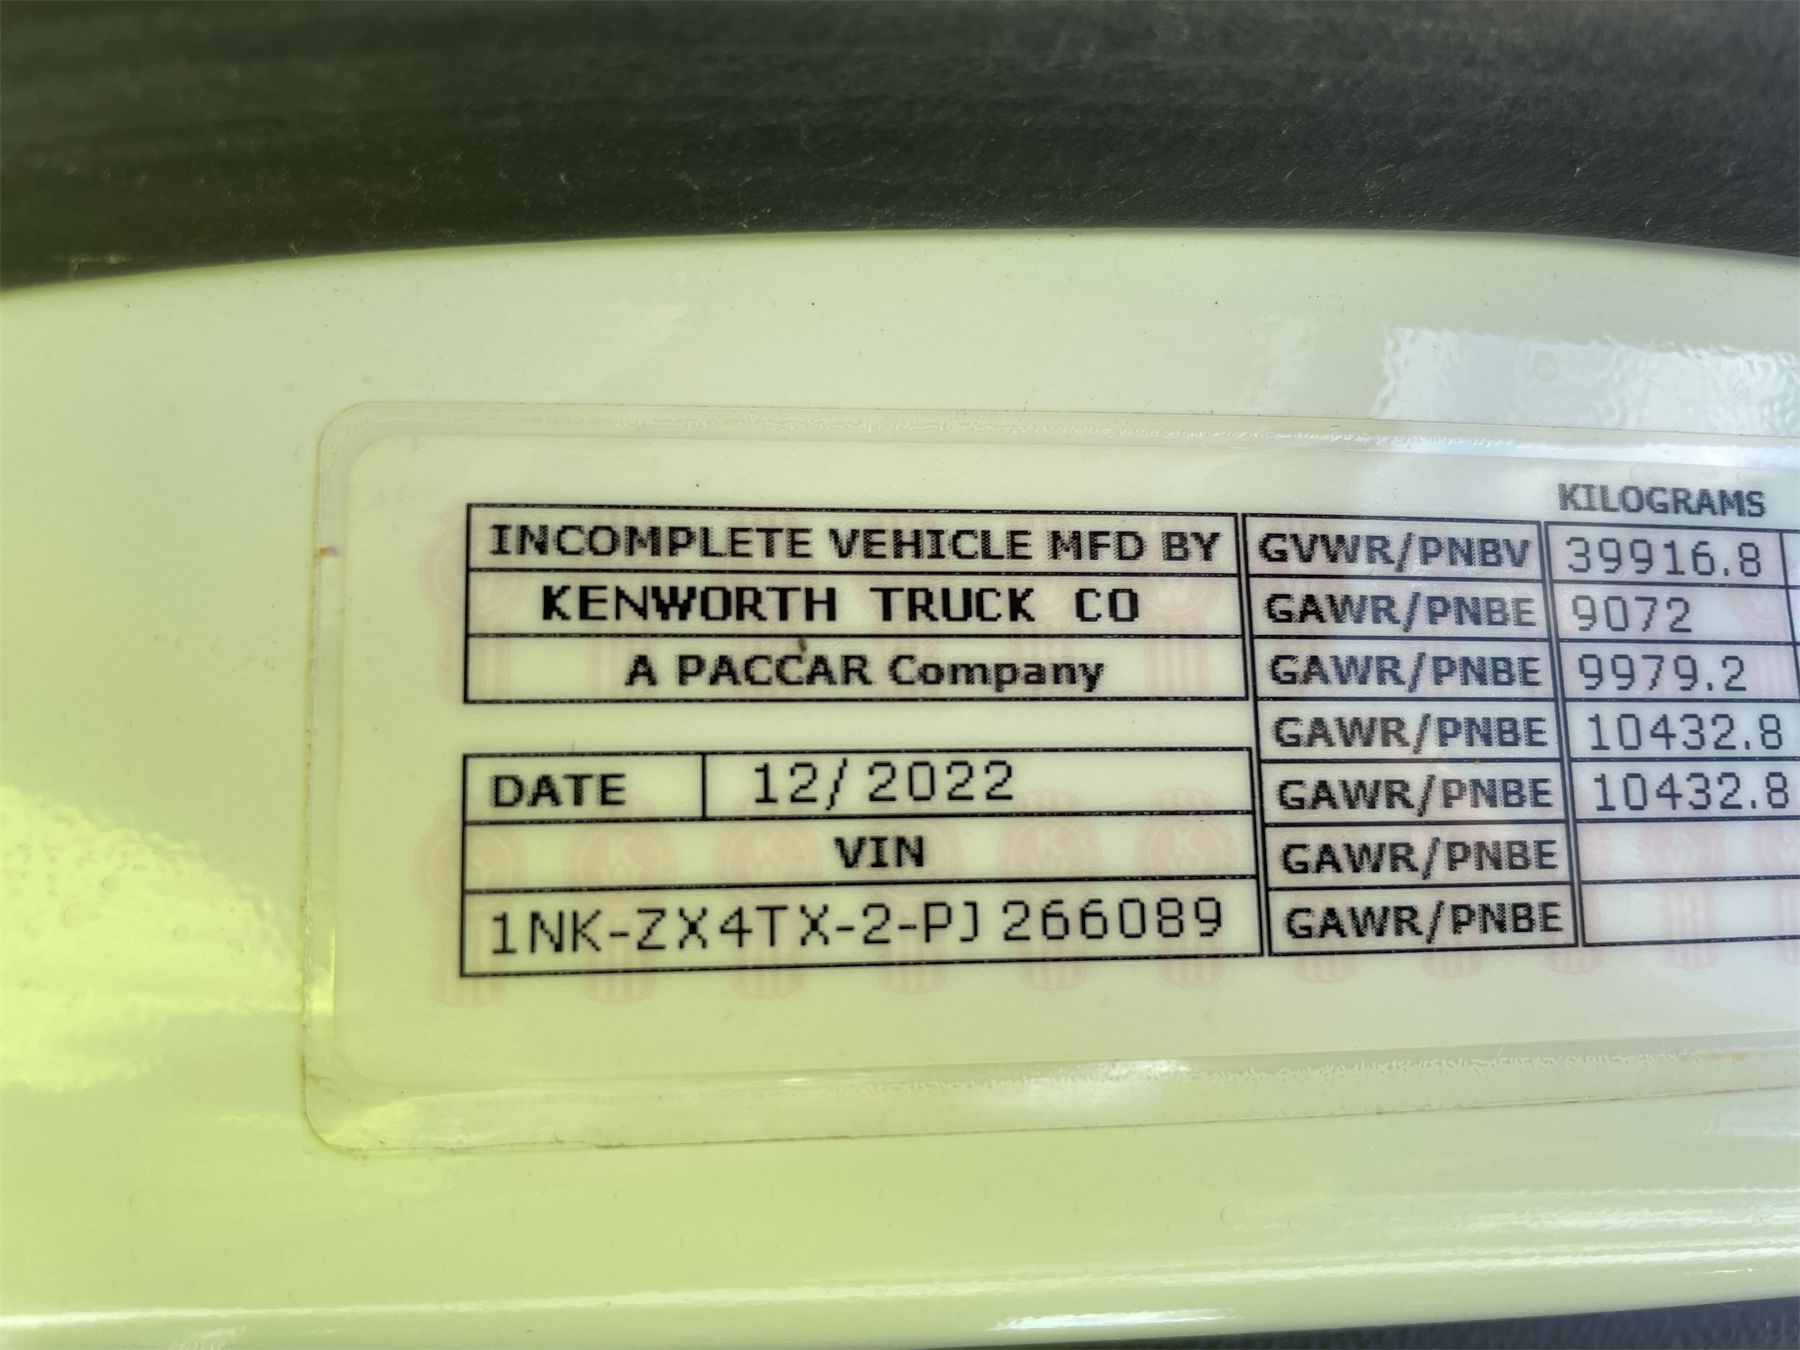 KILOGRAMS
INCOMPLETE VEHICLE MFD BY GVWR/PNBV 39916.8
KENWORTH TRUCK CO GAWR/PNBE 9072
A PACCAR Company GAWR/PNBE 9979.2
GAWR/PNBE 10432.8
DATE 12/2022 GAWR/PNBE 10432.8
VIN GAWR/PNBE
1NK-ZX4TX-2-PJ266089 GAWR/PNBE